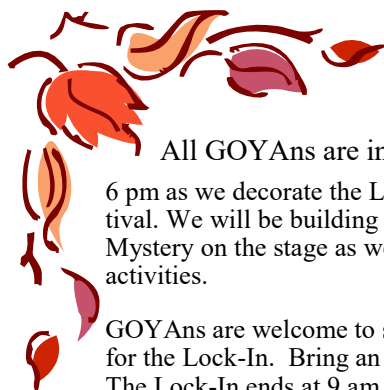 All GOYAns are in
6 pm as we decorate the L
tival. We will be building
Mystery on the stage as we
activities.
GOYAns are welcome to s
for the Lock-In. Bring an
The Lock-In ends at 9 am